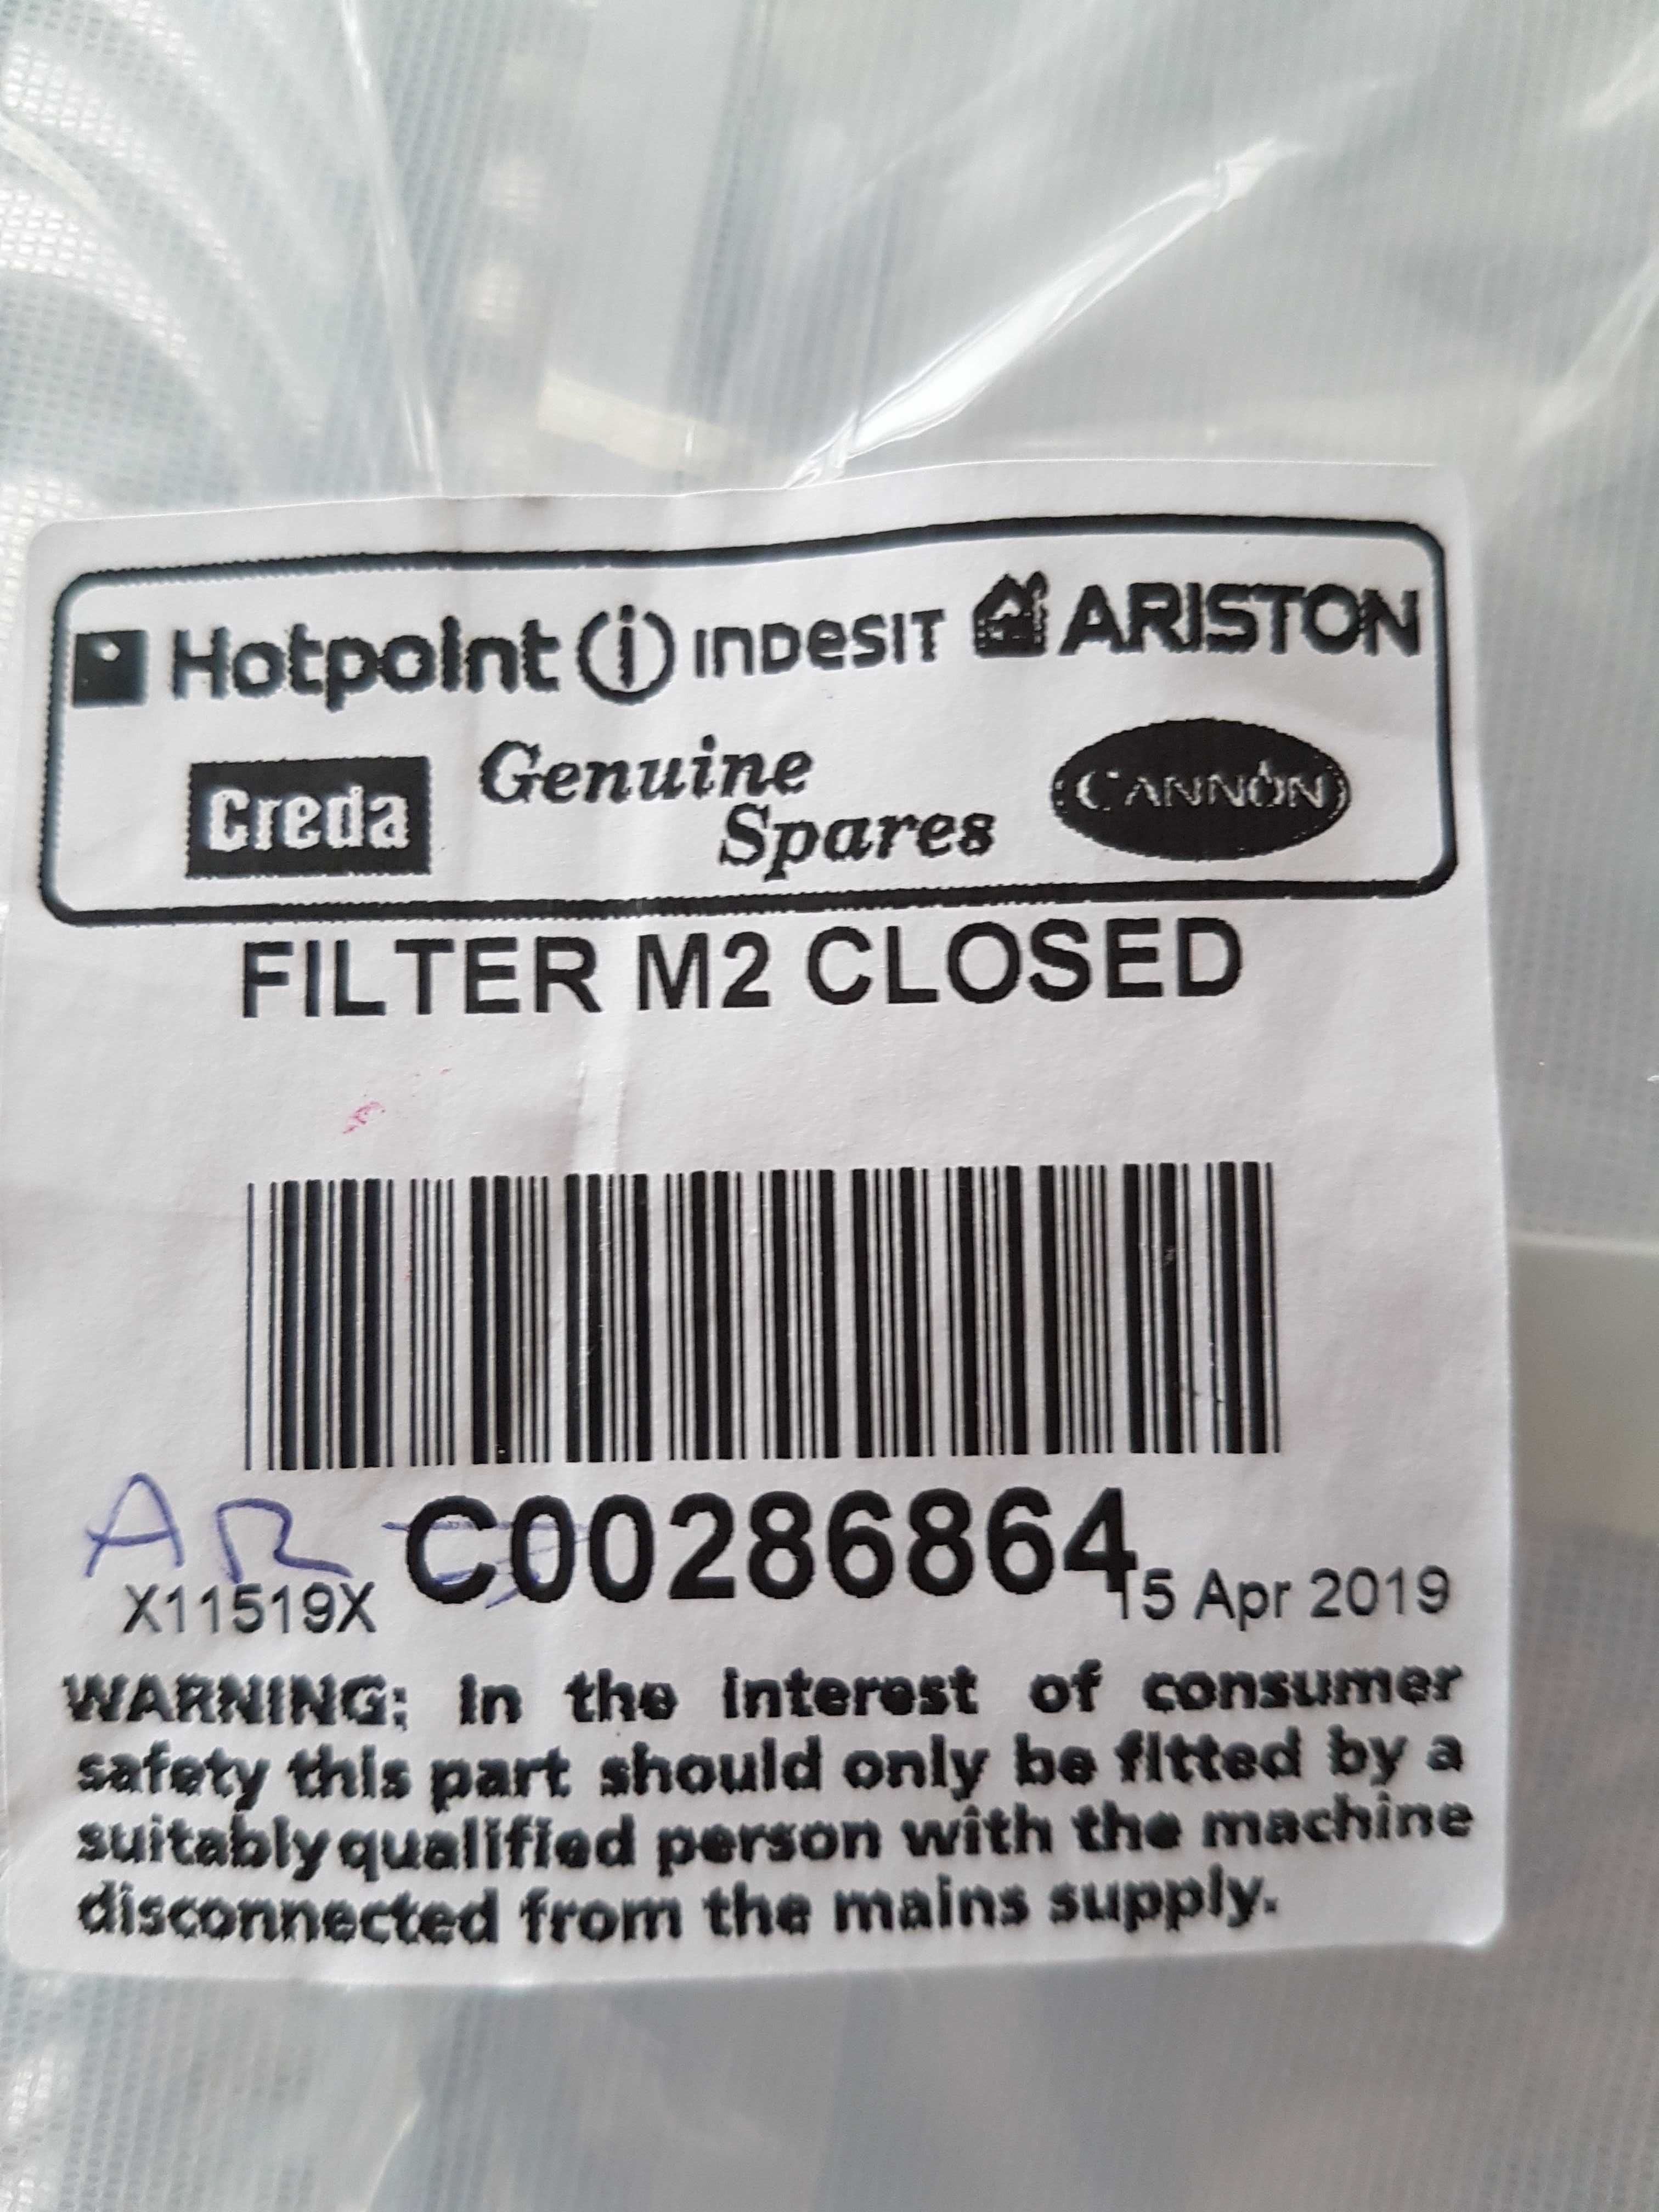 Hotpoint i INDESIT ARISTON
Creda Genuine Spares CANNON
FILTER M2 CLOSED
AR C00286864
X11519X 15 Apr 2019
WARNING: In the interest of consumer
safety this part should only be fitted by a
suitably qualified person with the machine
disconnected from the mains supply.